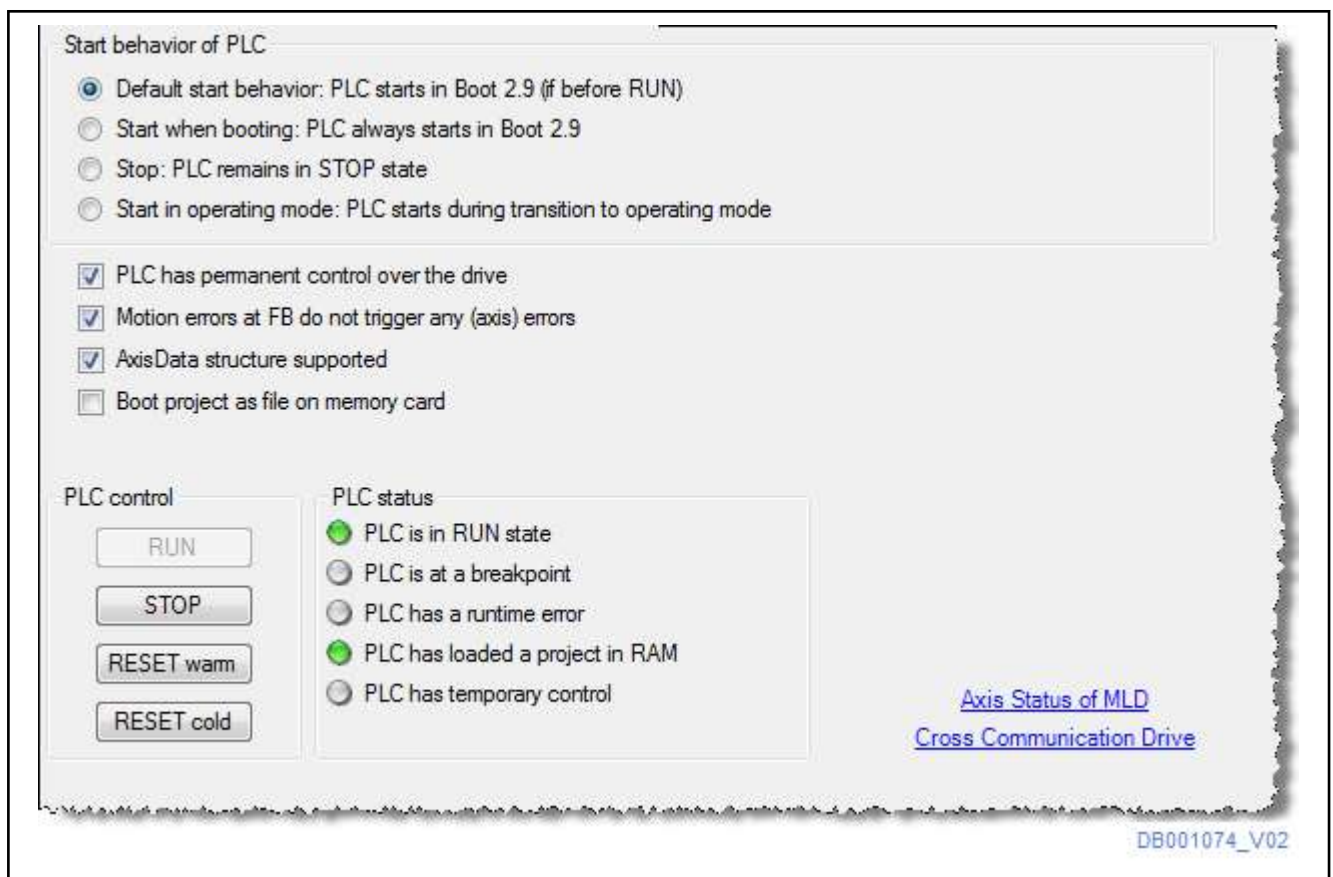 Start behavior of PLC
Default start behavior: PLC starts in Boot 2.9 (if before RUN)
Start when booting: PLC always starts in Boot 2.9
Stop: PLC remains in STOP state
Start in operating mode: PLC starts during transition to operating mode
PLC has permanent control over the drive
Motion errors at FB do not trigger any (axis) errors
AxisData structure supported
Boot project as file on memory card
PLC control
RUN
STOP
RESET warm
RESET cold
PLC status
PLC is in RUN state
PLC is at a breakpoint
PLC has a runtime error
PLC has loaded a project in RAM
PLC has temporary control
Axis Status of MLD
Cross Communication Drive
DB001074_V02